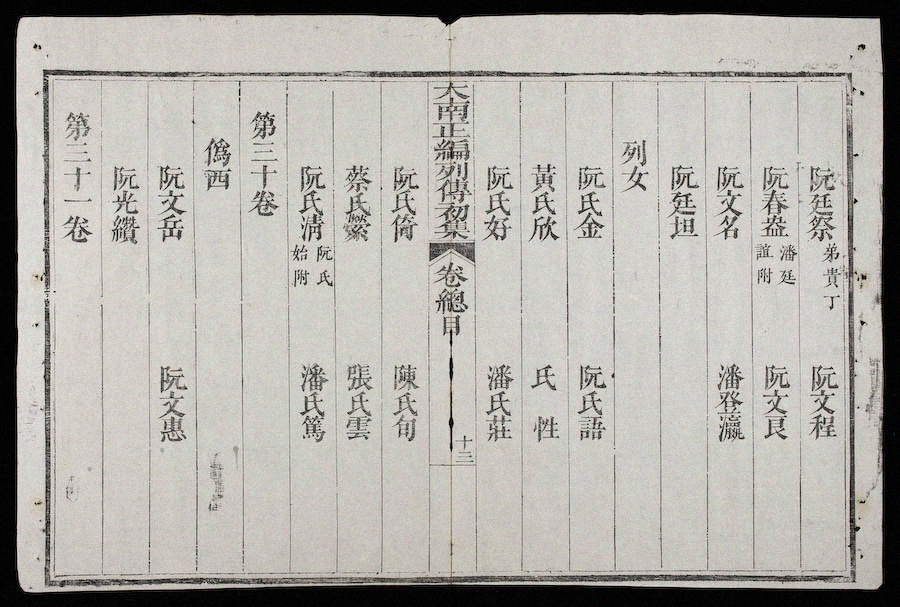 阮廷祭 弟貴丁 阮文程
阮春盎 潘廷誼附 阮文良
阮文名 潘登瀛
阮廷坦
列女
阮氏金 阮氏語
黃氏欣 氏性
阮氏好 潘氏莊
大南正編列傳初集 卷總目 十三
阮氏倚 陳氏旬
蔡氏縈 張氏雲
阮氏清 阮氏始附 潘氏篤
第三十卷
僞西
阮文岳 阮文惠
阮光纘
第三十一卷